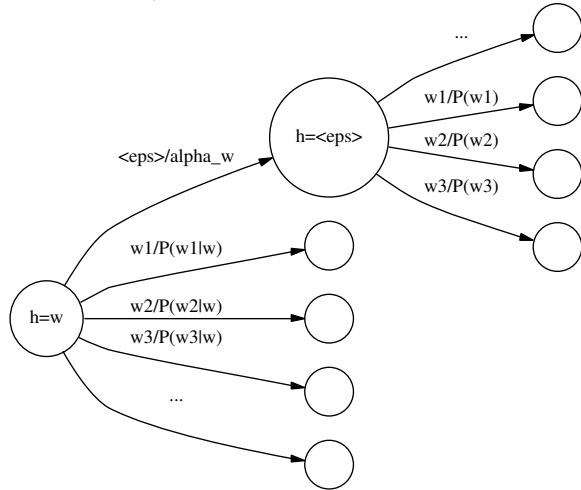 ...
w1/P(w1)
h=<eps>
w2/P(w2)
<eps>/alpha_w
w3/P(w3)
w1/P(w1|w)
h=w
w2/P(w2|w)
w3/P(w3|w)
...